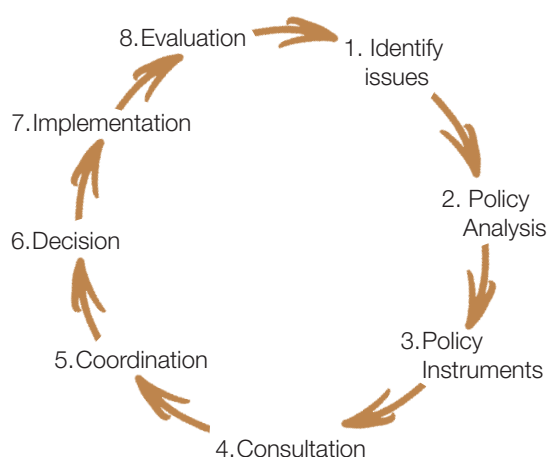 1. Identify
issues
2. Policy
Analysis
3.Policy
Instruments
4.Consultation
5.Coordination
6.Decision
7.Implementation
8.Evaluation